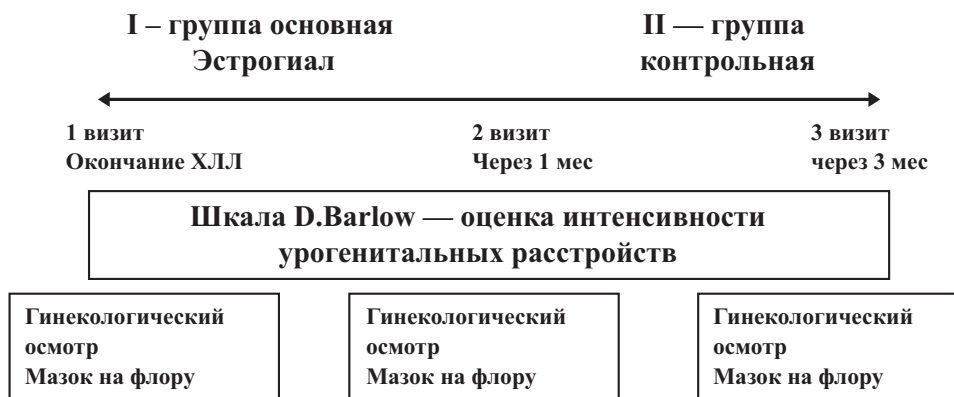 I – группа основная
Эстрогиал
II — группа
контрольная
1 визит
Окончание ХЛЛ
2 визит
Через 1 мес
3 визит
через 3 мес
Шкала D.Barlow — оценка интенсивности
урогенитальных расстройств
Гинекологический
осмотр
Мазок на флору
Гинекологический
осмотр
Мазок на флору
Гинекологический
осмотр
Мазок на флору